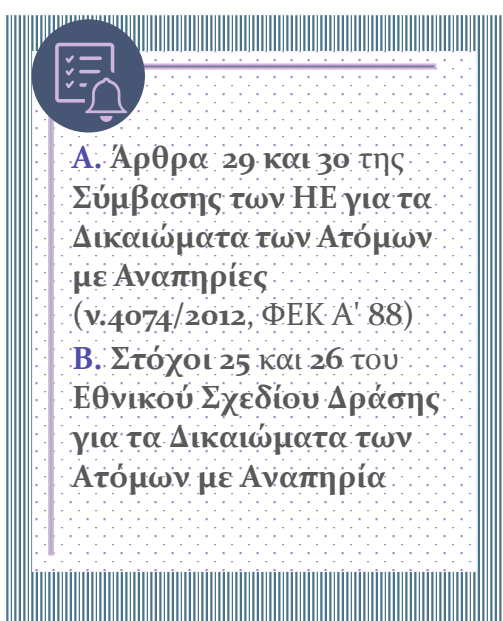 Α. Άρθρα 29 και 30 της
Σύμβασης των ΗΕ για τα
Δικαιώματα των Ατόμων
με Αναπηρίες
(ν.4074/2012, ΦΕΚ Α' 88)
Β. Στόχοι 25 και 26 του
Εθνικού Σχεδίου Δράσης
για τα Δικαιώματα των
Ατόμων με Αναπηρία